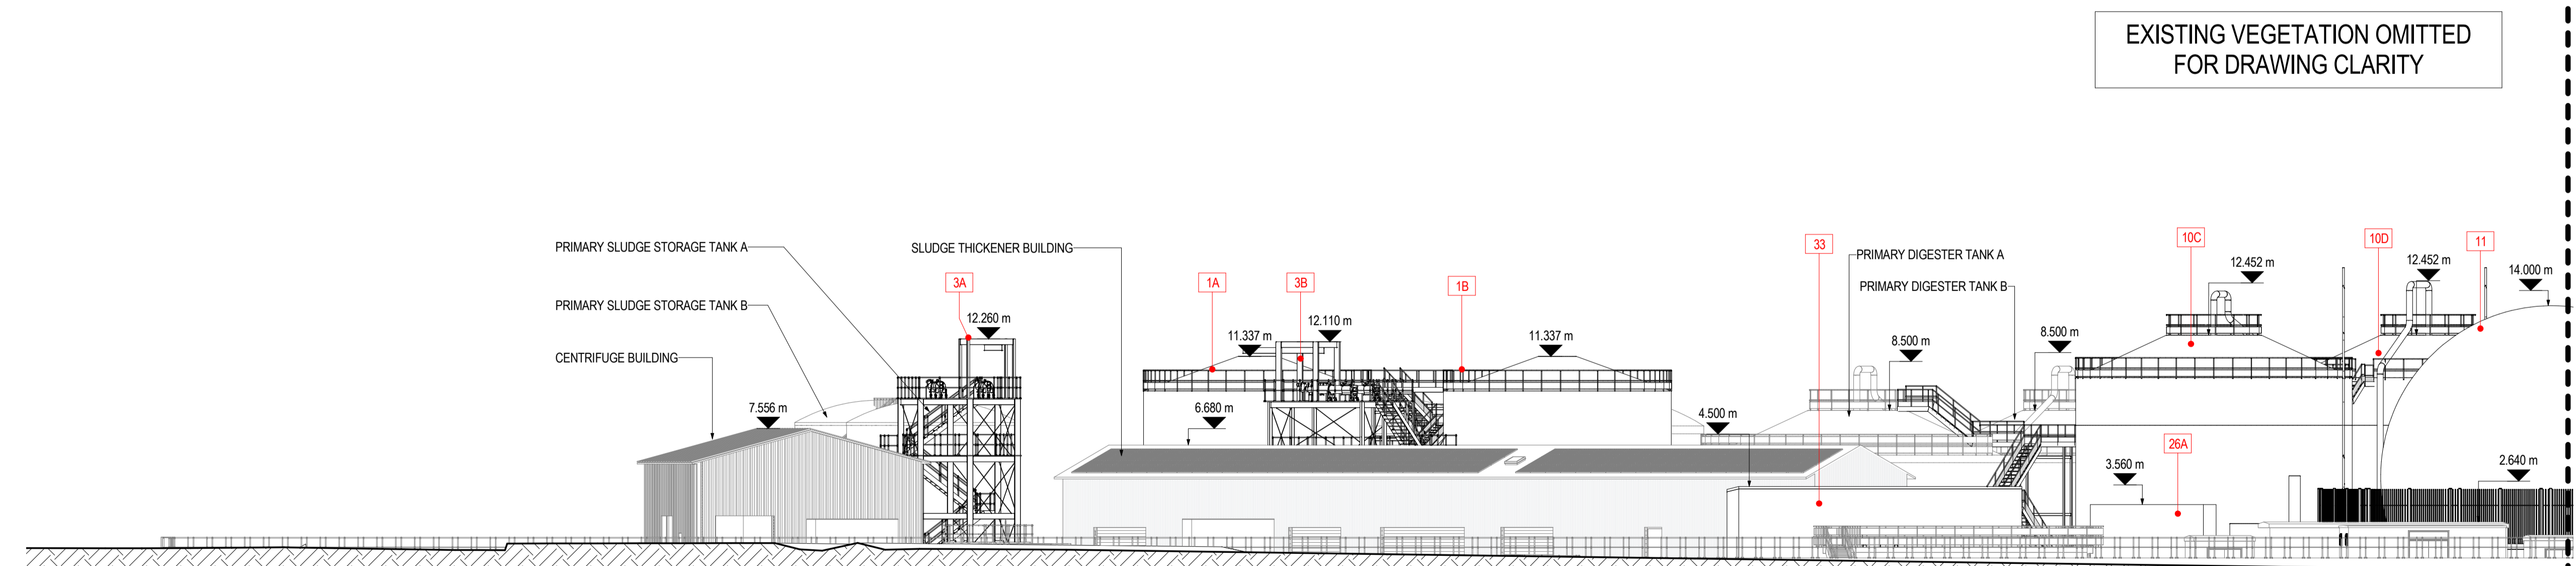 EXISTING VEGETATION OMITTED
FOR DRAWING CLARITY
PRIMARY SLUDGE STORAGE TANK A
PRIMARY SLUDGE STORAGE TANK B
CENTRIFUGE BUILDING
7.556 m
3A
12.260 m
SLUDGE THICKENER BUILDING
1A
3B
1B
11.337 m
12.110 m
11.337 m
6.680 m
4.500 m
33
PRIMARY DIGESTER TANK A
PRIMARY DIGESTER TANK B
8.500 m
8.500 m
10C
12.452 m
10D
12.452 m
11
14.000 m
26A
3.560 m
2.640 m